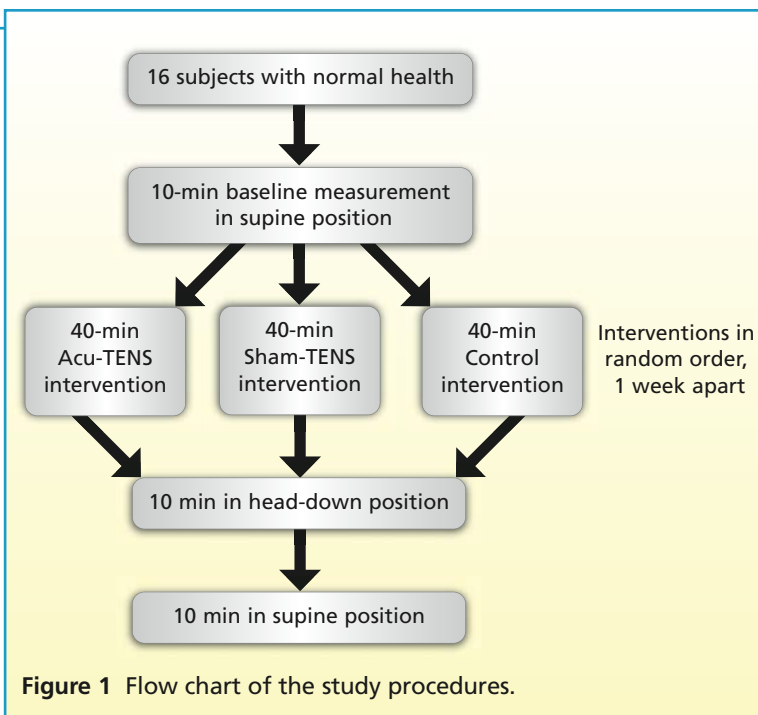 16 subjects with normal health
10-min baseline measurement
in supine position
40-min
Acu-TENS
intervention
40-min
Sham-TENS
intervention
40-min
Control
intervention
Interventions in
random order,
1 week apart
10 min in head-down position
10 min in supine position
Figure 1 Flow chart of the study procedures.